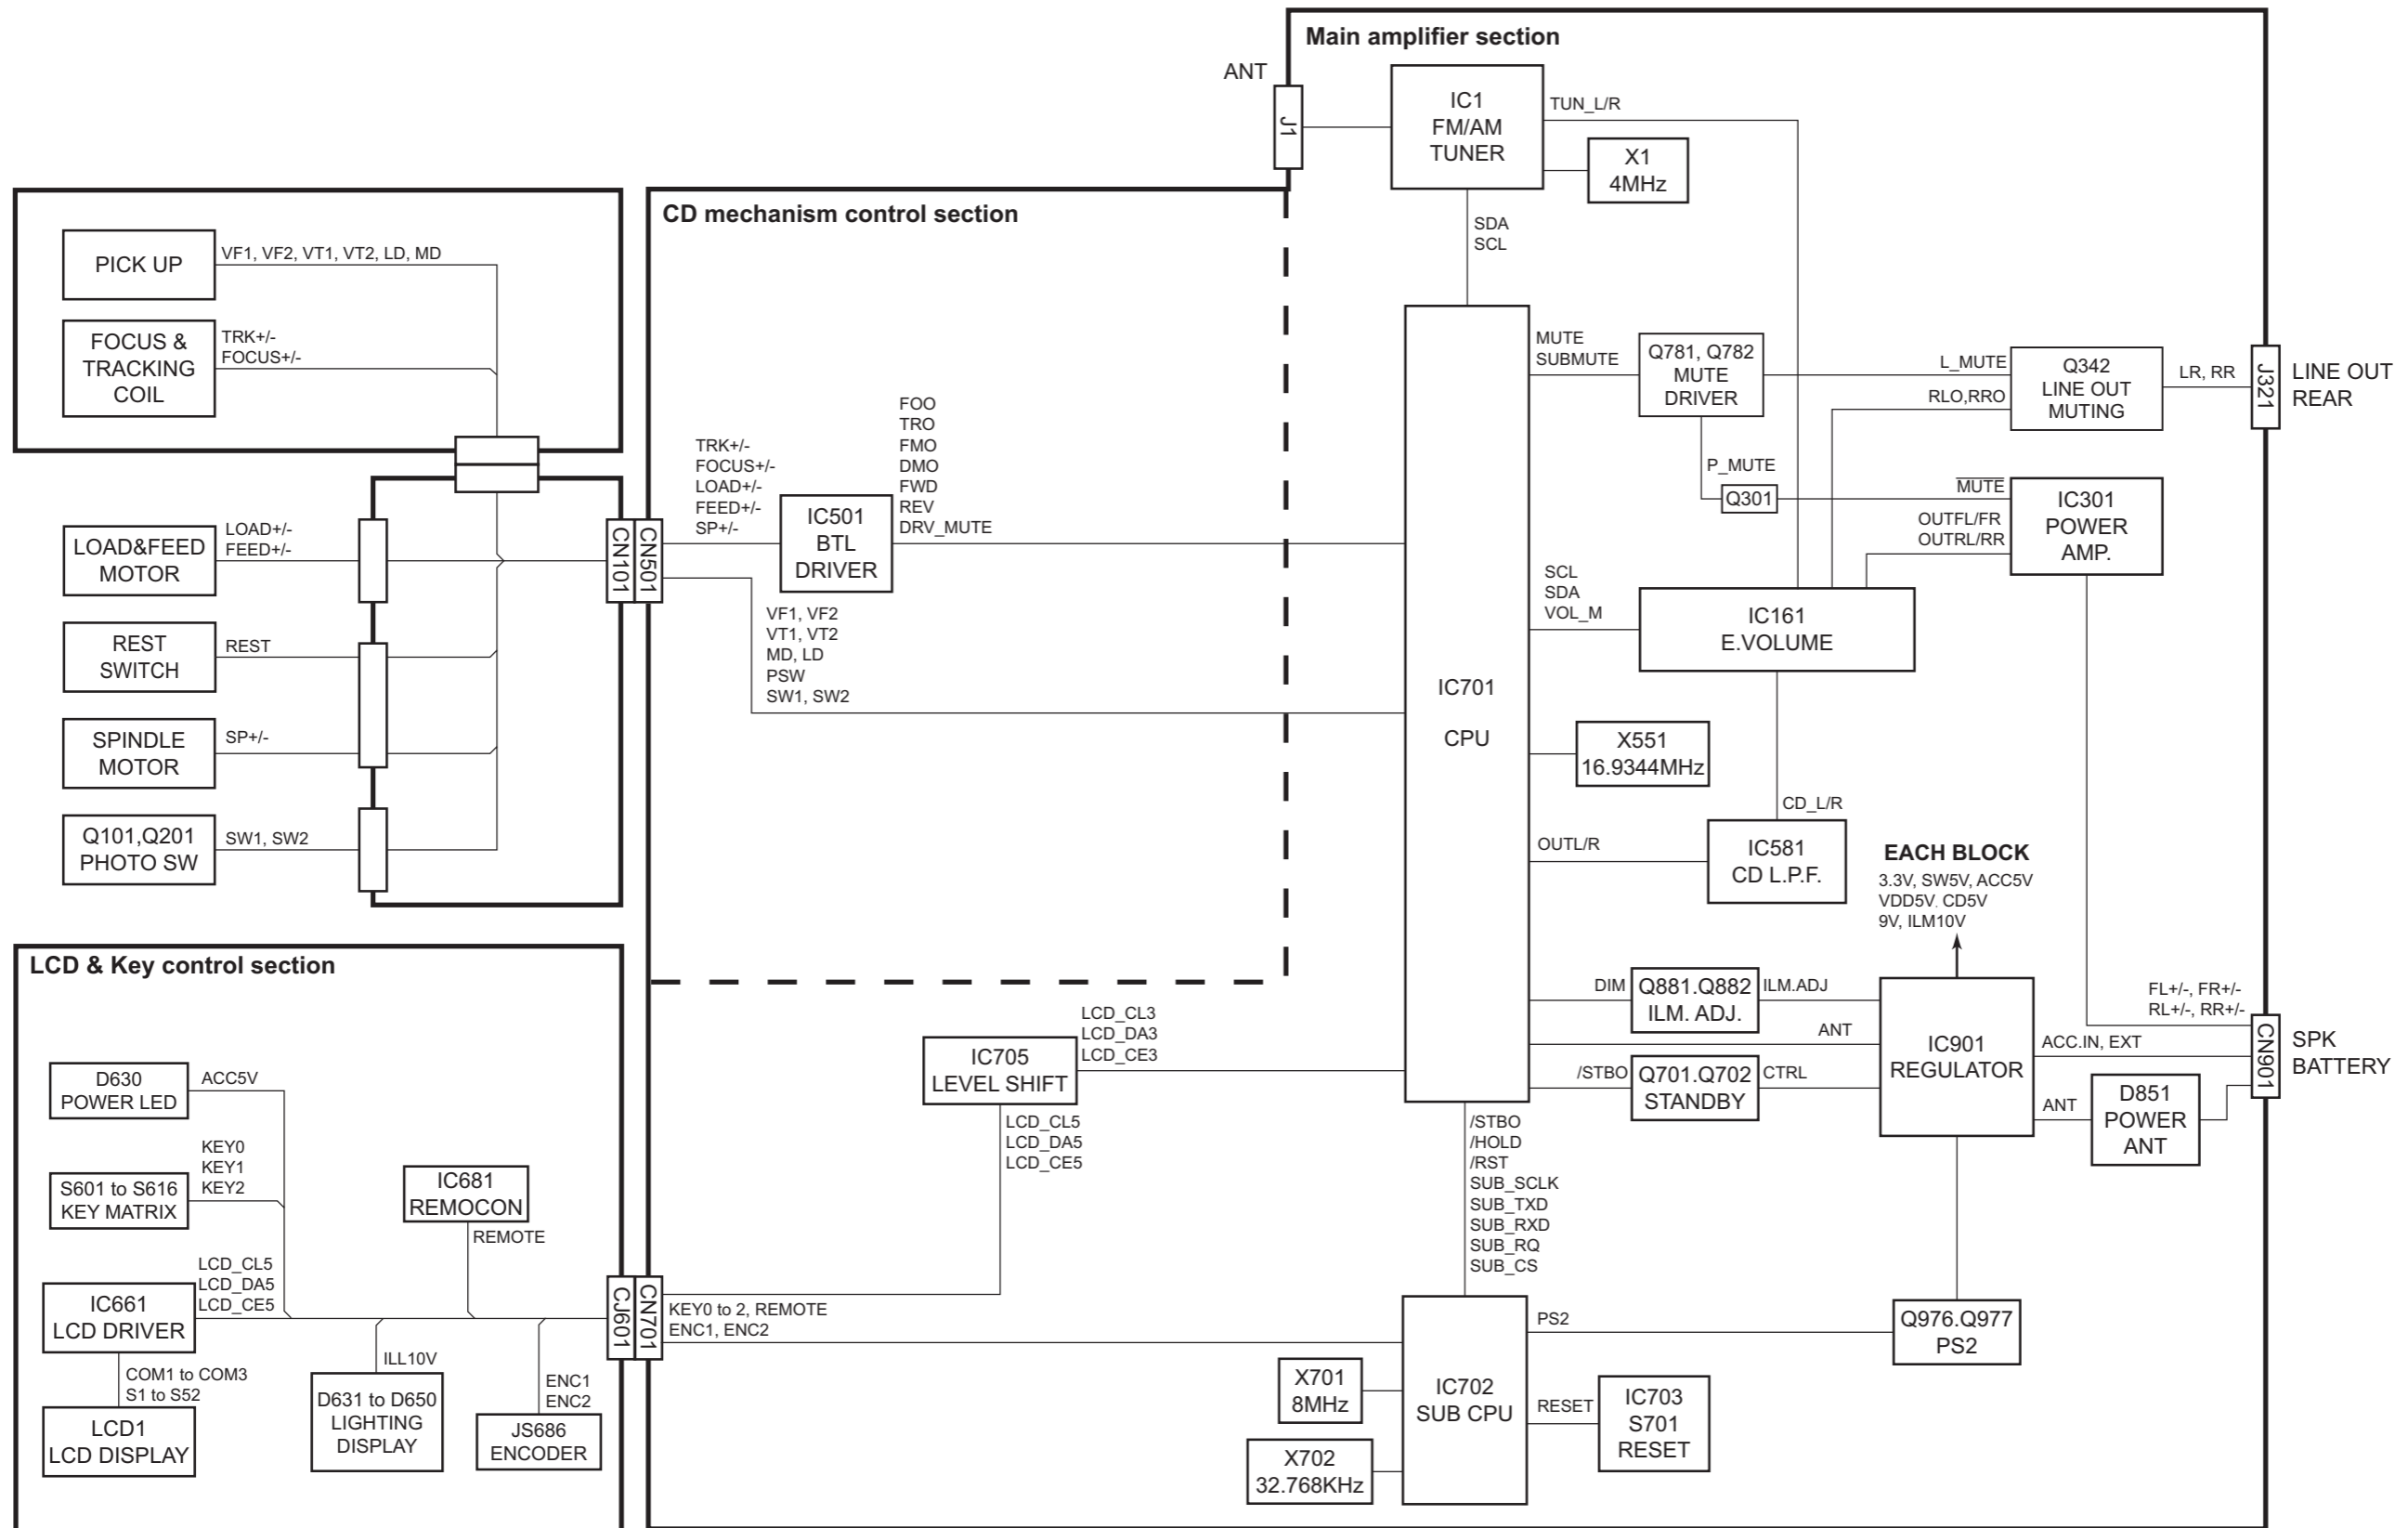 Main amplifier section
ANT
J1
IC1
FM/AM
TUNER
TUN_L/R
X1
4MHz
SDA
SCL
CD mechanism control section
PICK UP
VF1, VF2, VT1, VT2, LD, MD
FOCUS &
TRACKING
COIL
TRK+/-
FOCUS+/-
LOAD&FEED
MOTOR
LOAD+/-
FEED+/-
REST
SWITCH
REST
SPINDLE
MOTOR
SP+/-
Q101,Q201
PHOTO SW
SW1, SW2
CN101
CN501
TRK+/-
FOCUS+/-
LOAD+/-
FEED+/-
SP+/-
IC501
BTL
DRIVER
FOO
TRO
FMO
DMO
FWD
REV
DRV_MUTE
VF1, VF2
VT1, VT2
MD, LD
PSW
SW1, SW2
IC701
CPU
MUTE
SUBMUTE
Q781, Q782
MUTE
DRIVER
L_MUTE
RLO,RRO
Q342
LINE OUT
MUTING
LR, RR
J321
LINE OUT
REAR
P_MUTE
Q301
MUTE
OUTFL/FR
OUTRL/RR
IC301
POWER
AMP.
SCL
SDA
VOL_M
IC161
E.VOLUME
X551
16.9344MHz
CD_L/R
OUTL/R
IC581
CD L.P.F.
EACH BLOCK
3.3V, SW5V, ACC5V
VDD5V, CD5V
9V, ILM10V
DIM
Q881.Q882
ILM. ADJ.
ILM.ADJ
ANT
/STBO
Q701.Q702
STANDBY
CTRL
IC901
REGULATOR
FL+/-, FR+/-
RL+/-, RR+/-
ACC.IN, EXT
ANT
D851
POWER
ANT
CN901
SPK
BATTERY
LCD & Key control section
D630
POWER LED
ACC5V
KEY0
KEY1
KEY2
S601 to S616
KEY MATRIX
IC681
REMOCON
REMOTE
LCD_CL5
LCD_DA5
LCD_CE5
IC661
LCD DRIVER
COM1 to COM3
S1 to S52
LCD1
LCD DISPLAY
ILL10V
D631 to D650
LIGHTING
DISPLAY
ENC1
ENC2
JS686
ENCODER
CJ601
CN701
IC705
LEVEL SHIFT
LCD_CL3
LCD_DA3
LCD_CE3
LCD_CL5
LCD_DA5
LCD_CE5
KEY0 to 2, REMOTE
ENC1, ENC2
/STBO
/HOLD
/RST
SUB_SCLK
SUB_TXD
SUB_RXD
SUB_RQ
SUB_CS
X701
8MHz
X702
32.768KHz
IC702
SUB CPU
PS2
Q976.Q977
PS2
RESET
IC703
S701
RESET